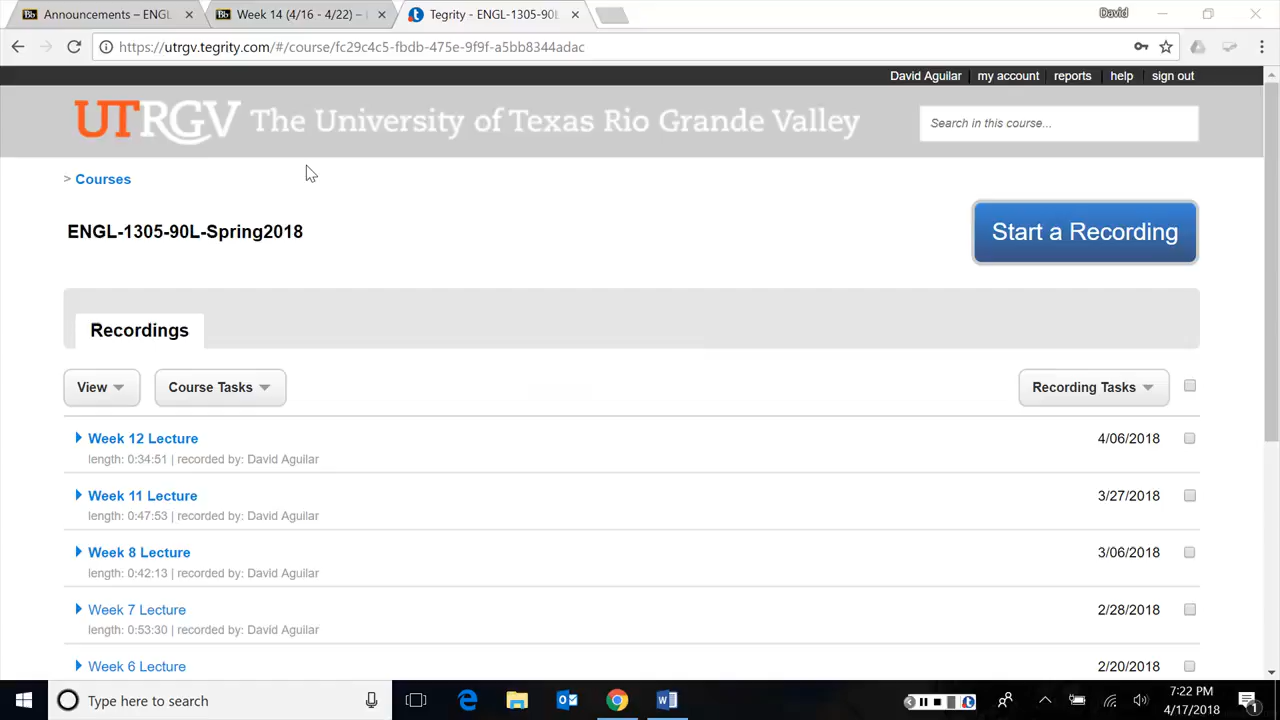 Announcements – ENGL
Week 14 (4/16 - 4/22) –
Tegrity - ENGL-1305-90L
David
https://utrgv.tegrity.com/#/course/fc29c4c5-fbdb-475e-9f9f-a5bb8344adac
David Aguilar | my account | reports | help | sign out
UTRGV The University of Texas Rio Grande Valley
Search in this course...
> Courses
ENGL-1305-90L-Spring2018
Start a Recording
Recordings
View
Course Tasks
Recording Tasks
Week 12 Lecture
4/06/2018
length: 0:34:51 | recorded by: David Aguilar
Week 11 Lecture
3/27/2018
length: 0:47:53 | recorded by: David Aguilar
Week 8 Lecture
3/06/2018
length: 0:42:13 | recorded by: David Aguilar
Week 7 Lecture
2/28/2018
length: 0:53:30 | recorded by: David Aguilar
Week 6 Lecture
2/20/2018
Type here to search
7:22 PM
4/17/2018
1